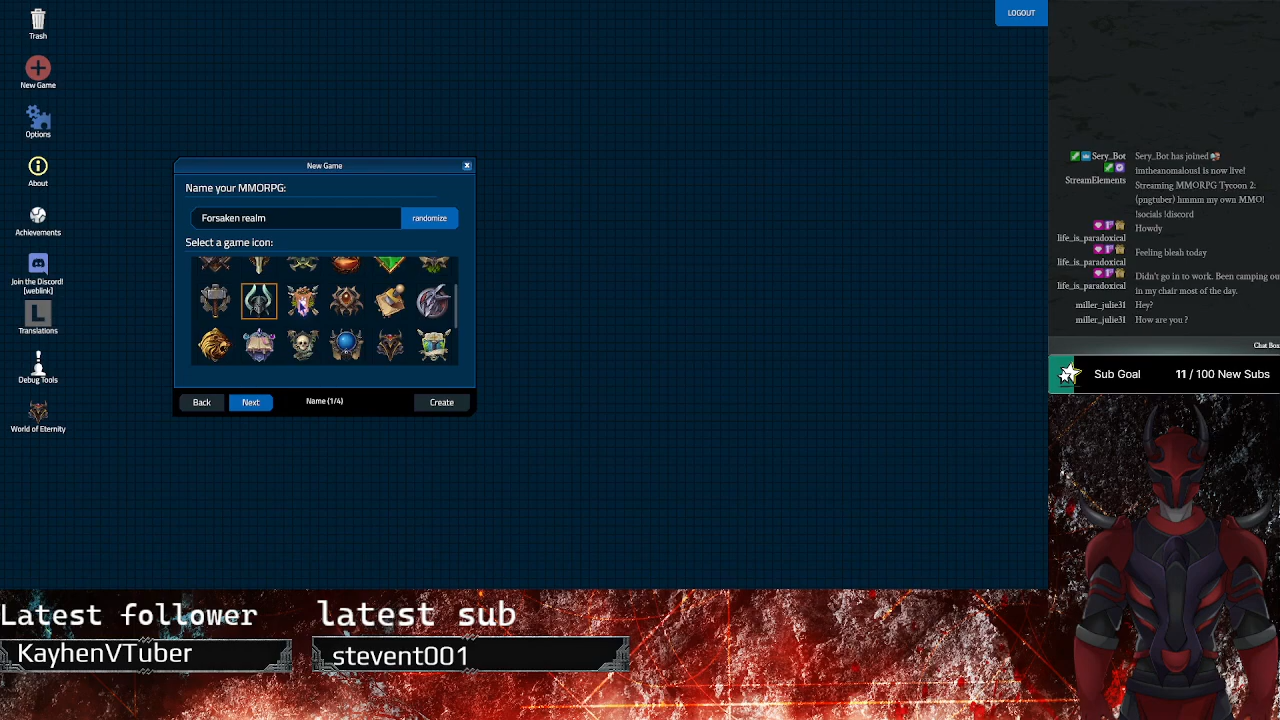 Trash
New Game
Options
About
Achievements
Join the Discord!
[weblink]
Translations
Debug Tools
World of Eternity
LOGOUT
New Game
Name your MMORPG:
Forsaken realm
randomize
Select a game icon:
Back
Next
Name (1/4)
Create
Sery_Bot
Sery_Bot has joined
StreamElements
imtheanomalous1 is now live!
Streaming MMORPG Tycoon 2:
(pngtuber) hmmm my own MMO!
!socials !discord
life_is_paradoxical
Howdy
life_is_paradoxical
Feeling bleah today
life_is_paradoxical
Didn't go in to work. Been camping ou
in my chair most of the day.
miller_julie31
Hey?
miller_julie31
How are you ?
Chat Box
Sub Goal
11 / 100 New Subs
Latest follower
KayhenVTuber
latest sub
stevent001